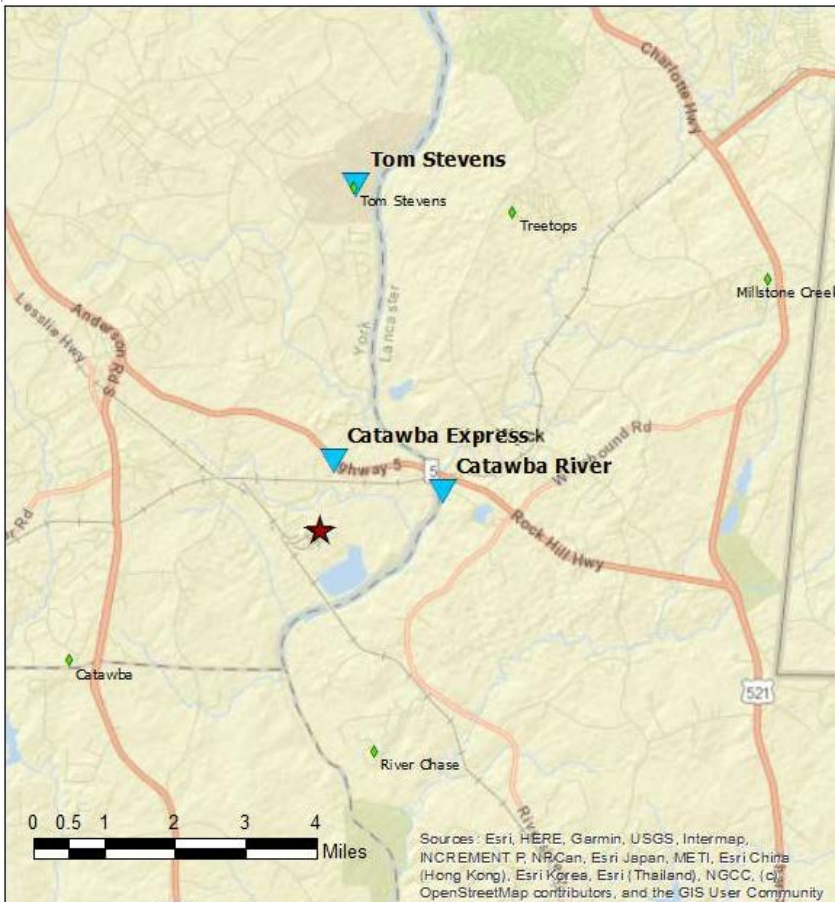 Charlotte Hwy
Tom Stevens
Tom Stevens
Treetops
Millstone Creek
Lesslie Hwy
Anderson Rd S
York
Lancaster
Catawba Express
Highway 5
5
Catawba River
Rock Hill Hwy
Rd
Catawba
521
River Chase
0 0.5 1 2 3 4
Miles
Sources: Esri, HERE, Garmin, USGS, Intermap,
INCREMENT P, NRCan, Esri Japan, METI, Esri China
(Hong Kong), Esri Korea, Esri (Thailand), NGCC, (c)
OpenStreetMap contributors, and the GIS User Community